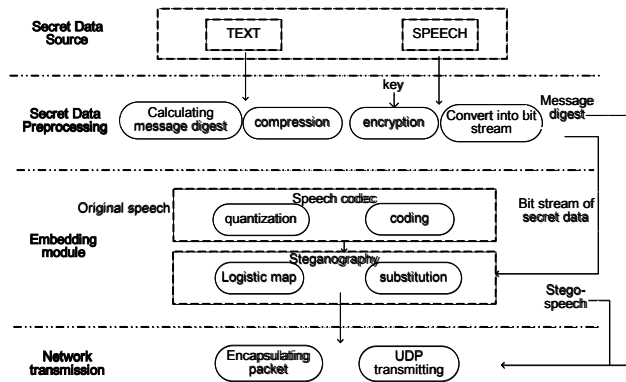 Secret Data
Source
TEXT
SPEECH
key
Secret Data
Preprocessing
Calculating
message digest
compression
encryption
Convert into bit
stream
Message
digest
Original speech
Speech codec
quantization
coding
Bit stream of
secret data
Embedding
module
Steganography
Logistic map
substitution
Stego-
speech
Network
transmission
Encapsulating
packet
UDP
transmitting